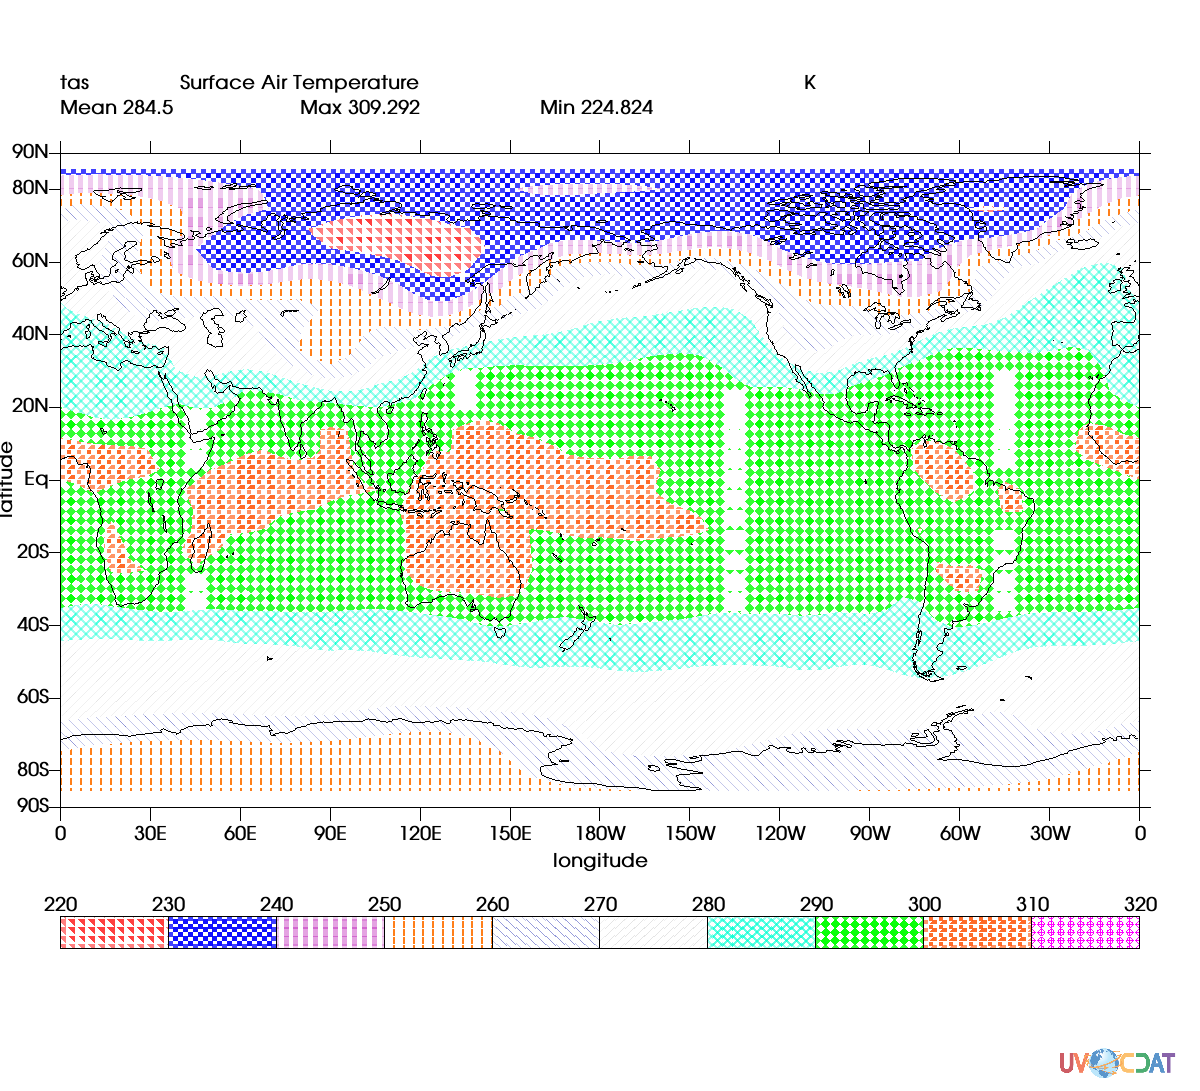 tas Surface Air Temperature K
Mean 284.5 Max 309.292 Min 224.824
90N
80N
60N
40N
20N
Eq
20S
40S
60S
80S
90S
latitude
0 30E 60E 90E 120E 150E 180W 150W 120W 90W 60W 30W 0
longitude
220 230 240 250 260 270 280 290 300 310 320
UV CDAT